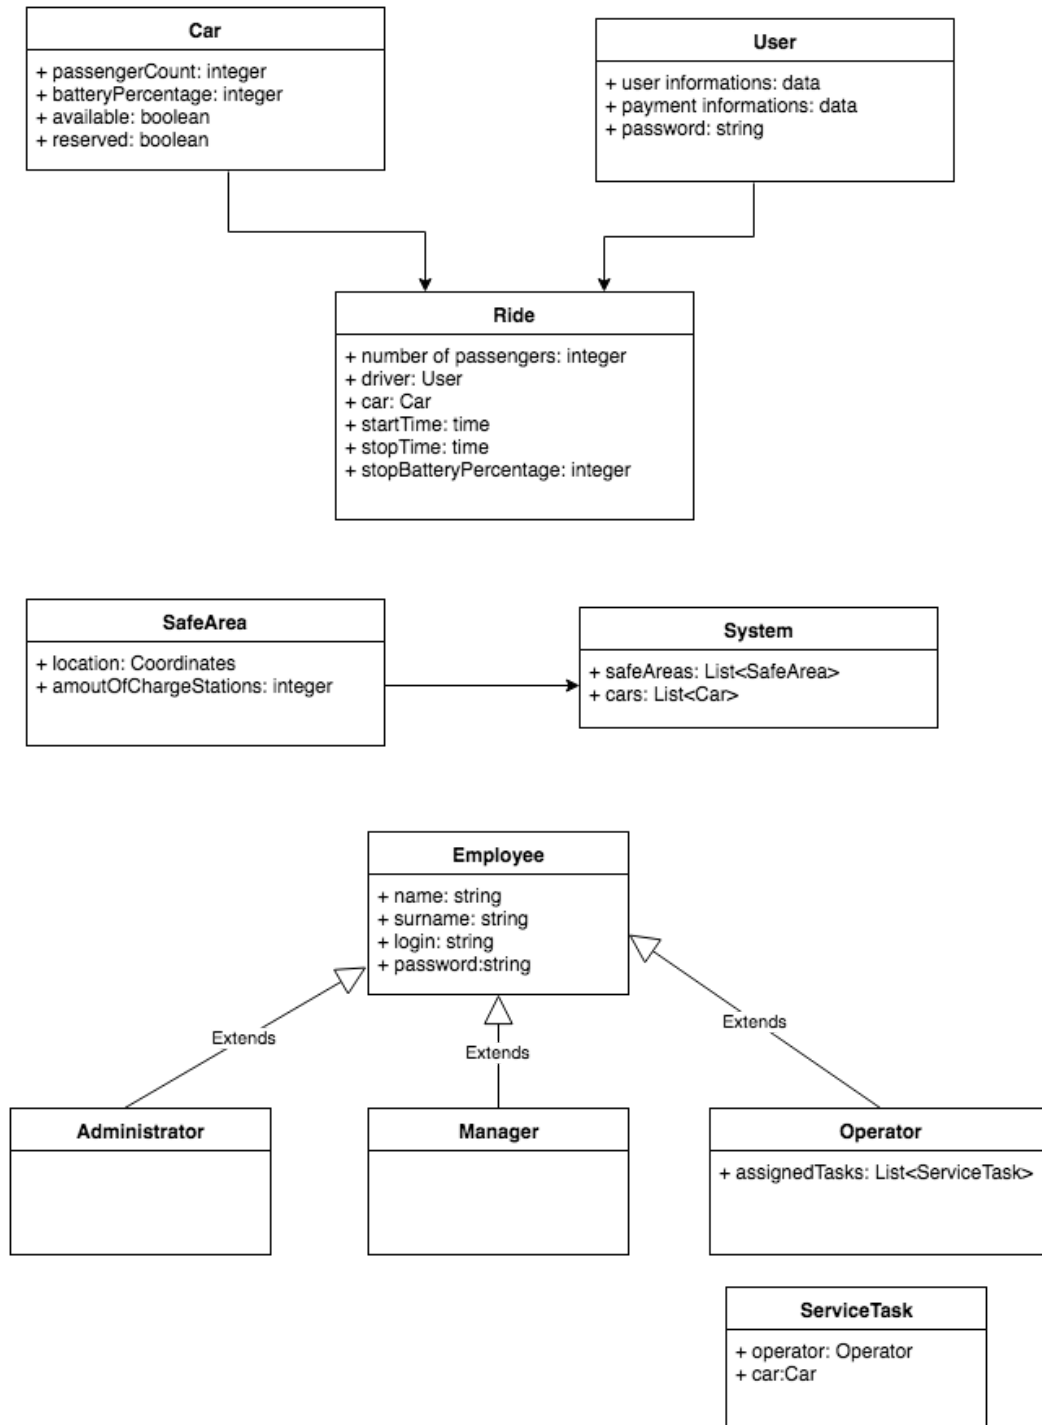 Car
+ passengerCount: integer
+ batteryPercentage: integer
+ available: boolean
+ reserved: boolean
User
+ user informations: data
+ payment informations: data
+ password: string
Ride
+ number of passengers: integer
+ driver: User
+ car: Car
+ startTime: time
+ stopTime: time
+ stopBatteryPercentage: integer
SafeArea
+ location: Coordinates
+ amoutOfChargeStations: integer
System
+ safeAreas: List<SafeArea>
+ cars: List<Car>
Employee
+ name: string
+ surname: string
+ login: string
+ password:string
Extends
Extends
Extends
Administrator
Manager
Operator
+ assignedTasks: List<ServiceTask>
ServiceTask
+ operator: Operator
+ car:Car